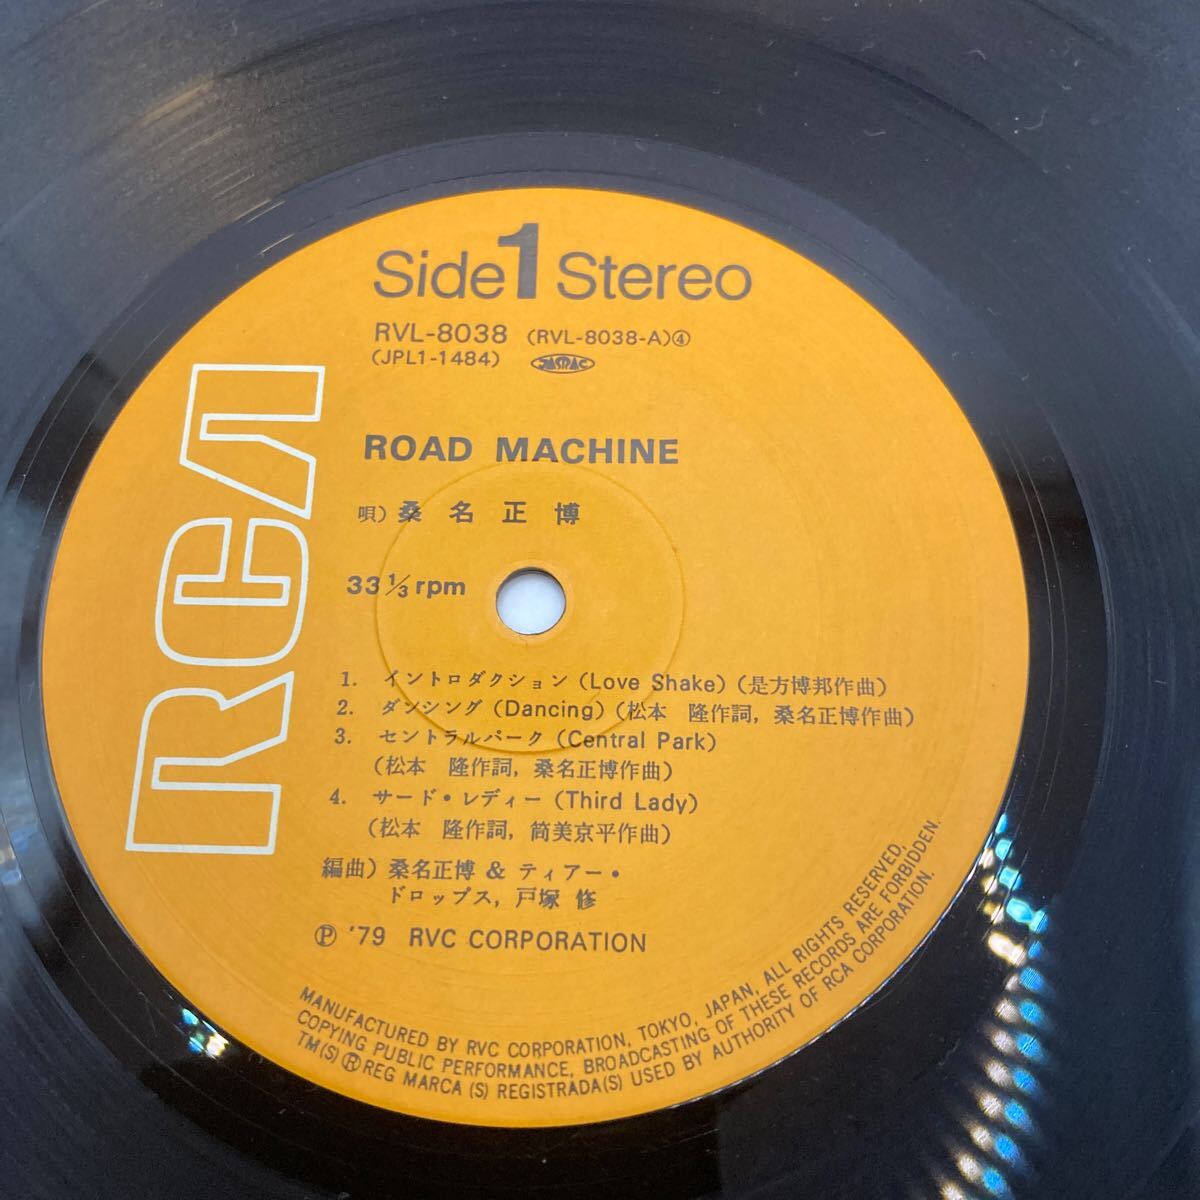 Side 1 Stereo
RVL-8038 (RVL-8038-A)④
(JPL1-1484) JASRAC
RCA
ROAD MACHINE
唄) 桑名正博
33 1/3 rpm
1. イントロダクション (Love Shake) (是方博邦作曲)
2. ダンシング (Dancing) (松本 隆作詞, 桑名正博作曲)
3. セントラルパーク (Central Park)
(松本 隆作詞, 桑名正博作曲)
4. サード・レディー (Third Lady)
(松本 隆作詞, 筒美京平作曲)
編曲) 桑名正博 & ティアー・
ドロップス, 戸塚 修
Ⓟ '79 RVC CORPORATION
MANUFACTURED BY RVC CORPORATION, TOKYO, JAPAN, ALL RIGHTS RESERVED,
COPYING PUBLIC PERFORMANCE, BROADCASTING OF THESE RECORDS ARE FORBIDDEN.
TM(S) ® REG MARCA (S) REGISTRADA(S) USED BY AUTHORITY OF RCA CORPORATION.